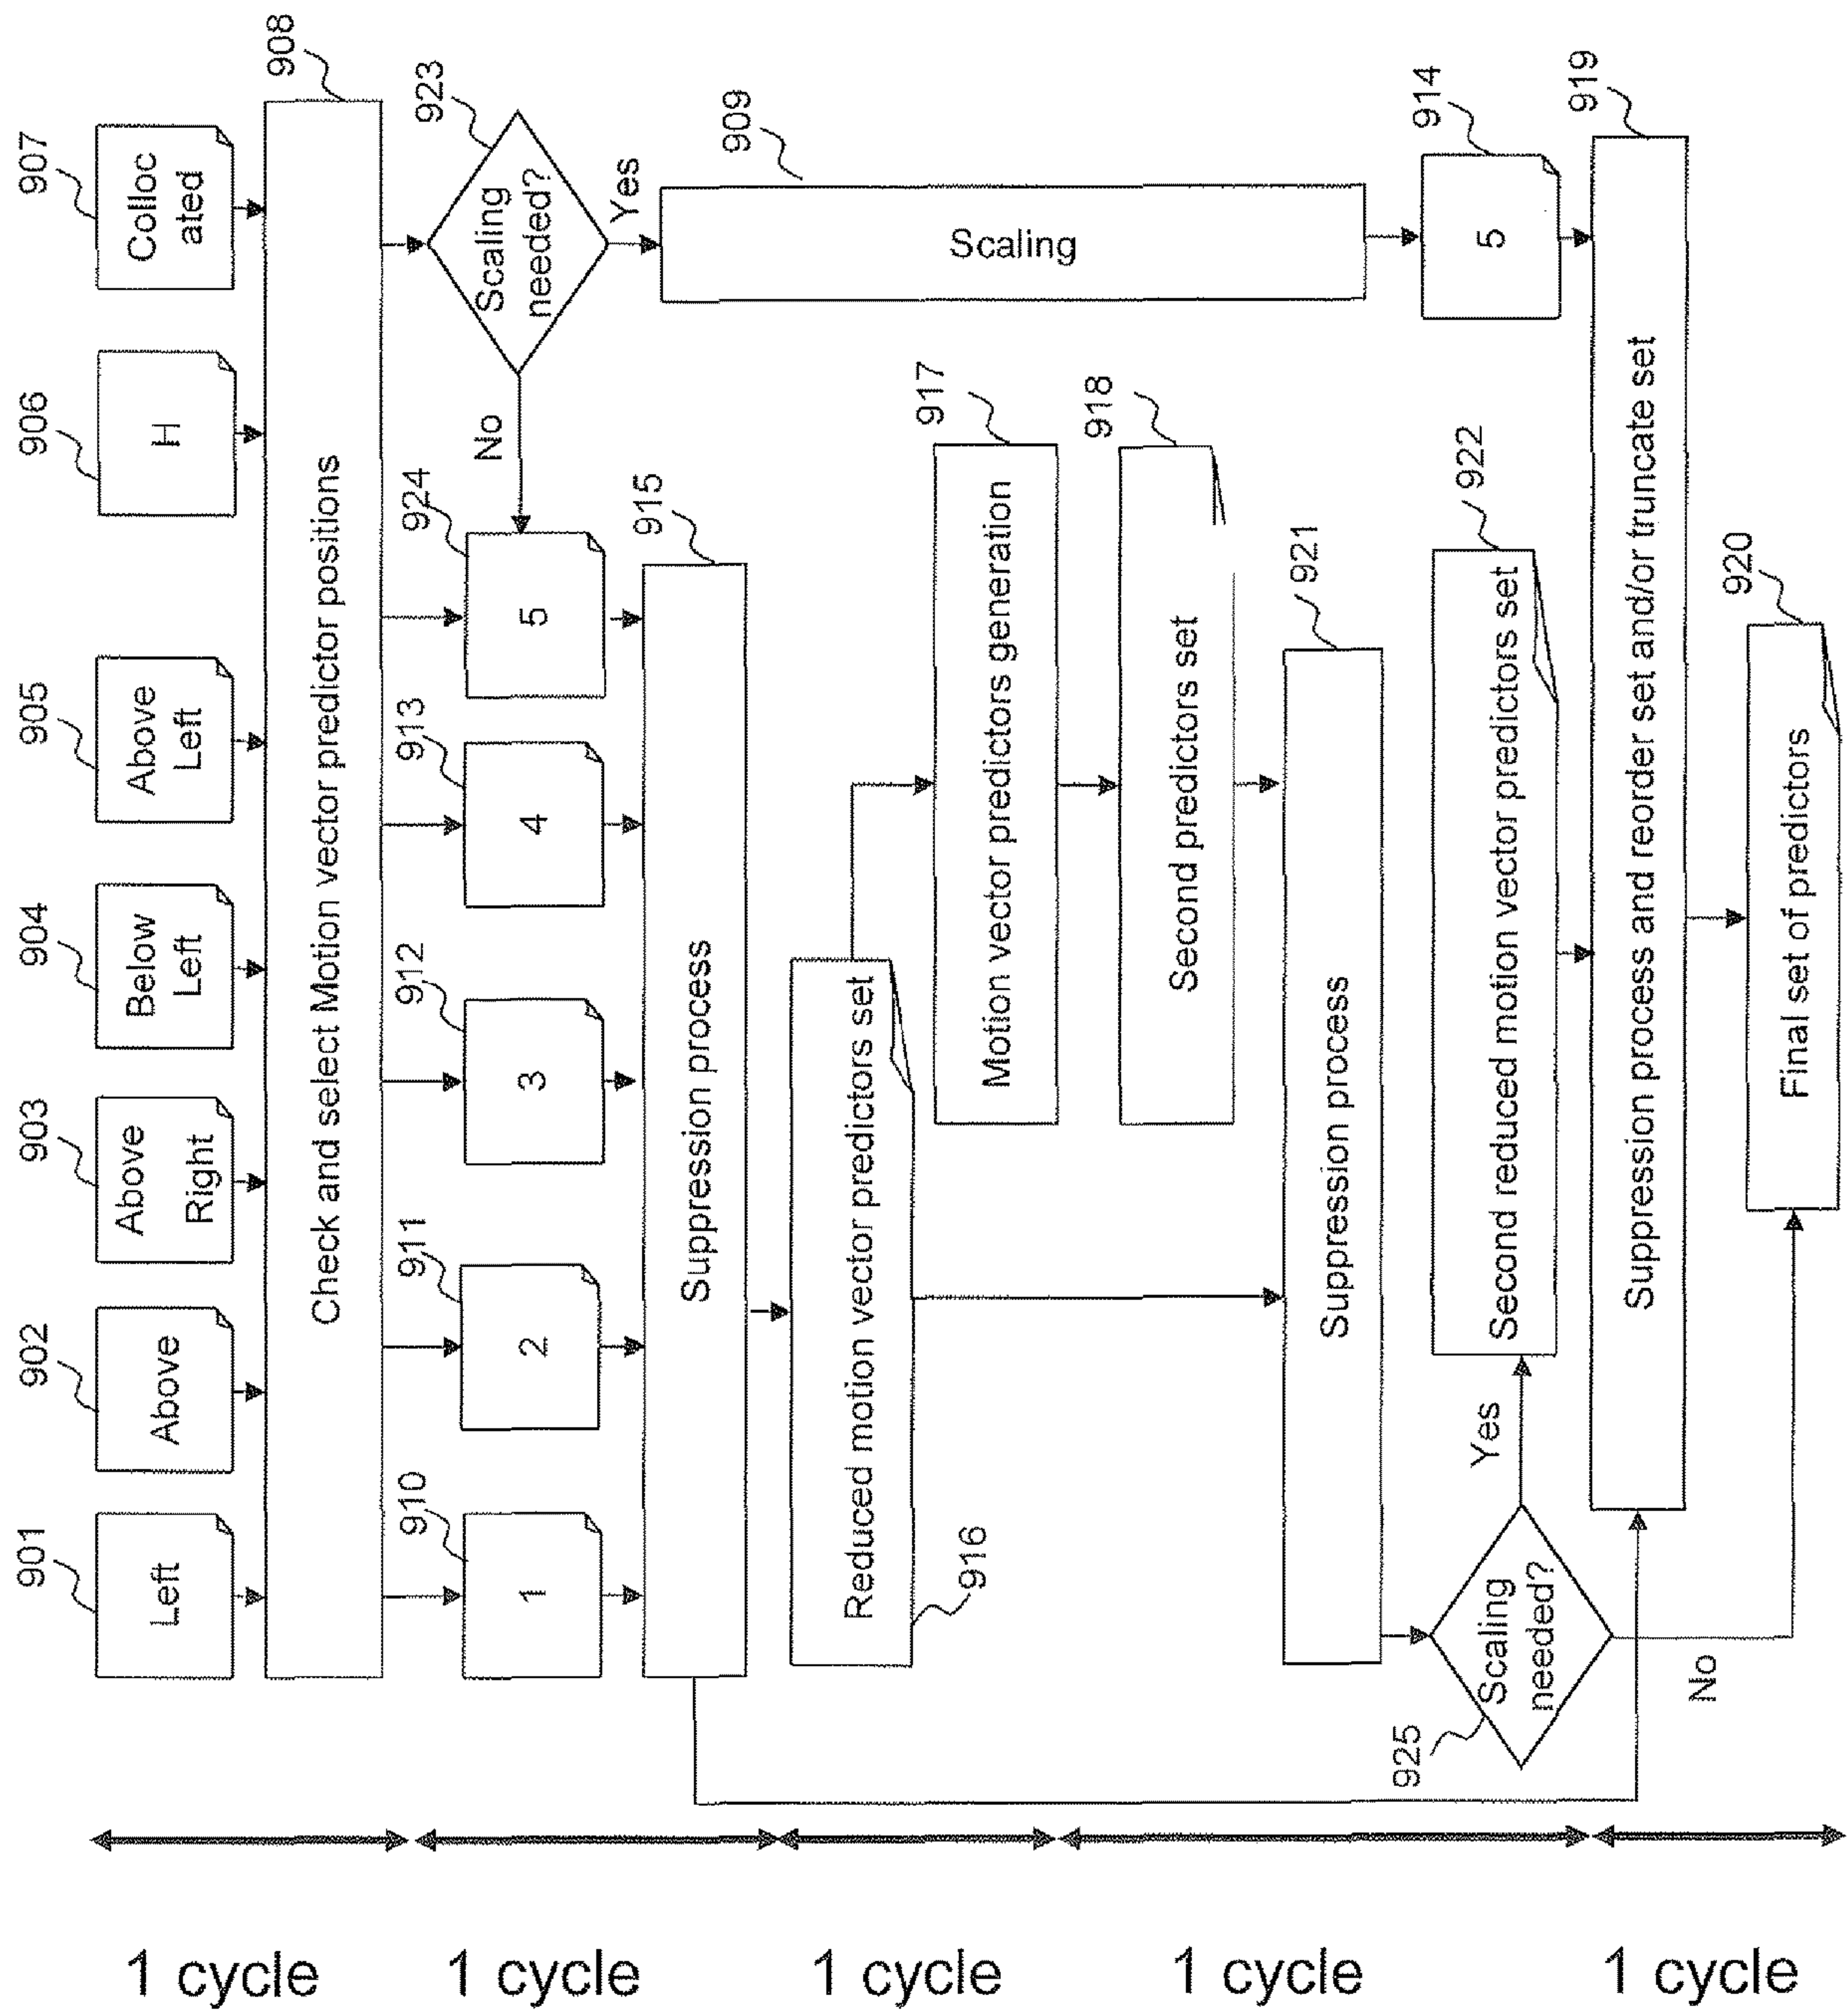 901
902
903
904
905
906
907
Left
Above
Above
Right
Below
Left
Above
Left
H
Colloc
ated
908
Check and select Motion vector predictor positions
910
911
912
913
924
923
1
2
3
4
5
No
Scaling
needed?
Yes
915
Suppression process
909
Scaling
916
Reduced motion vector predictors set
917
Motion vector predictors generation
918
Second predictors set
921
Suppression process
925
Scaling
needed?
Yes
No
922
Second reduced motion vector predictors set
914
5
919
Suppression process and reorder set and/or truncate set
920
Final set of predictors
1 cycle
1 cycle
1 cycle
1 cycle
1 cycle